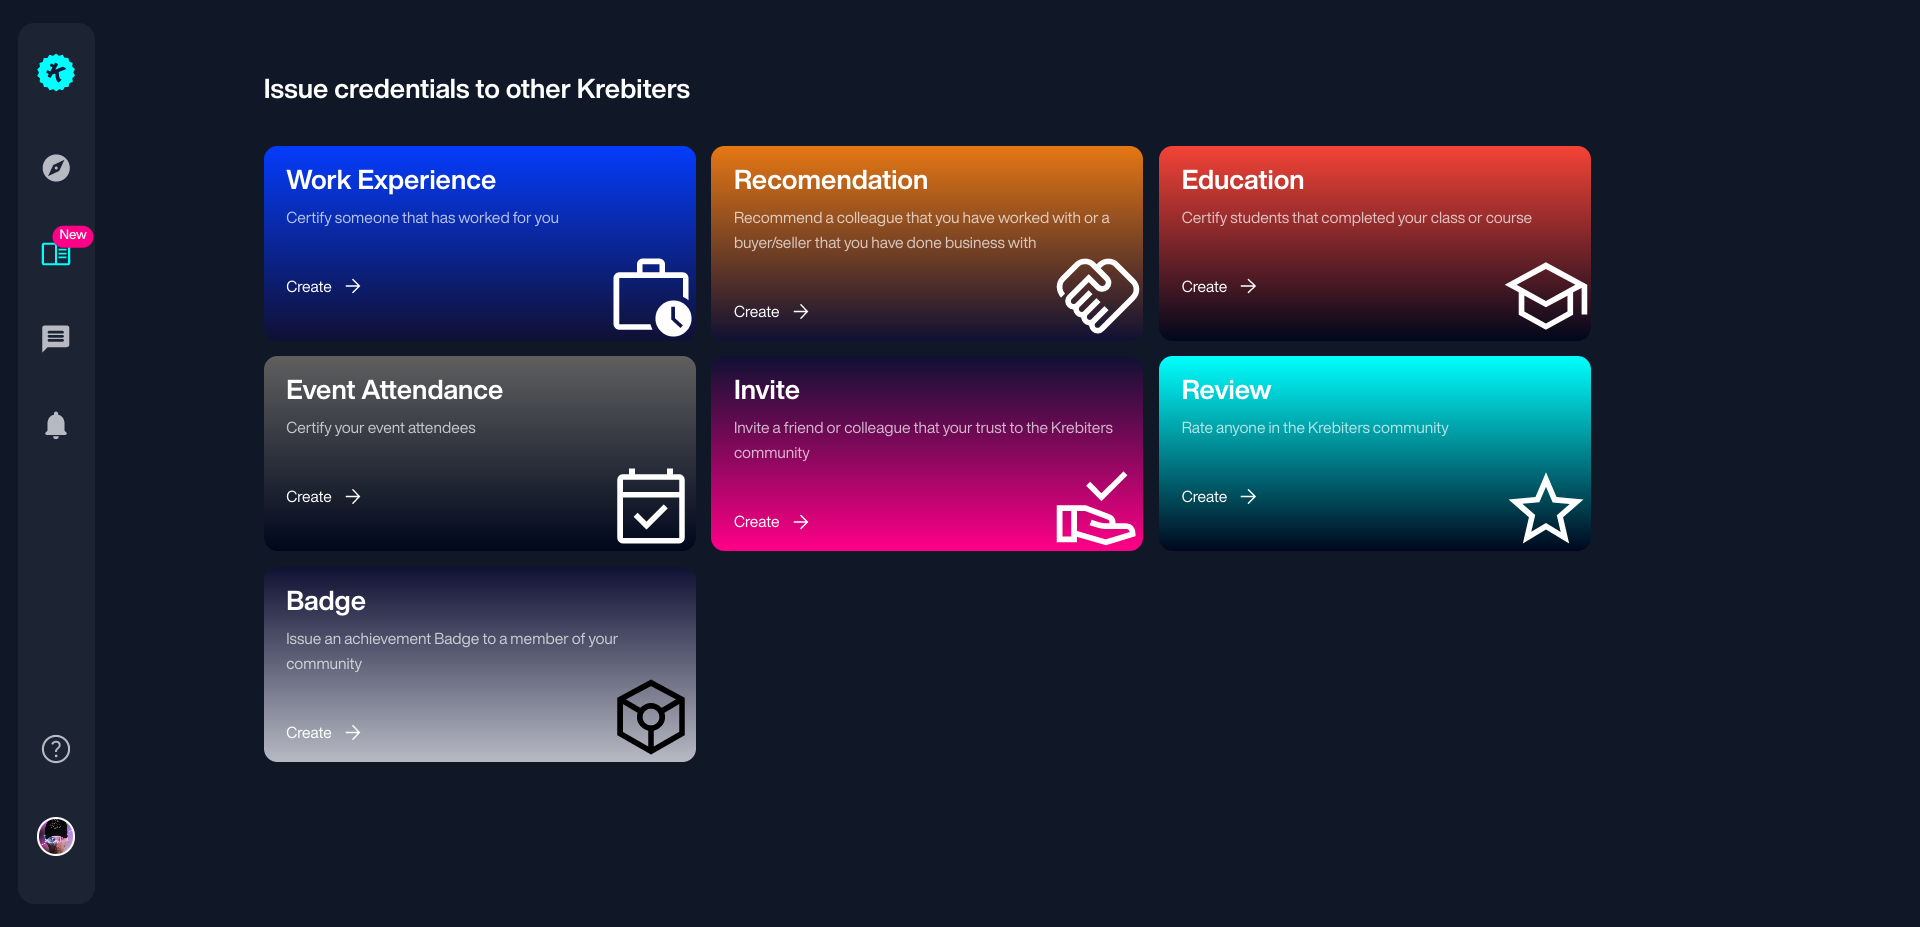 Issue credentials to other Krebiters
New
Work Experience
Certify someone that has worked for you
Create
Recomendation
Recommend a colleague that you have worked with or a
buyer/seller that you have done business with
Create
Education
Certify students that completed your class or course
Create
Event Attendance
Certify your event attendees
Create
Invite
Invite a friend or colleague that your trust to the Krebiters
community
Create
Review
Rate anyone in the Krebiters community
Create
Badge
Issue an achievement Badge to a member of your
community
Create